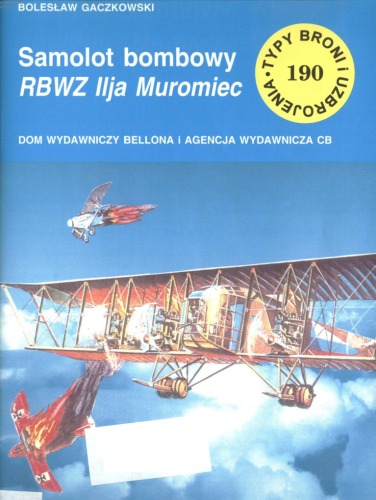 BOLESŁAW GACZKOWSKI
Samolot bombowy
RBWZ Ilja Muromiec
TYPY BRONI i UZBROJENIA •
190
DOM WYDAWNICZY BELLONA i AGENCJA WYDAWNICZA CB